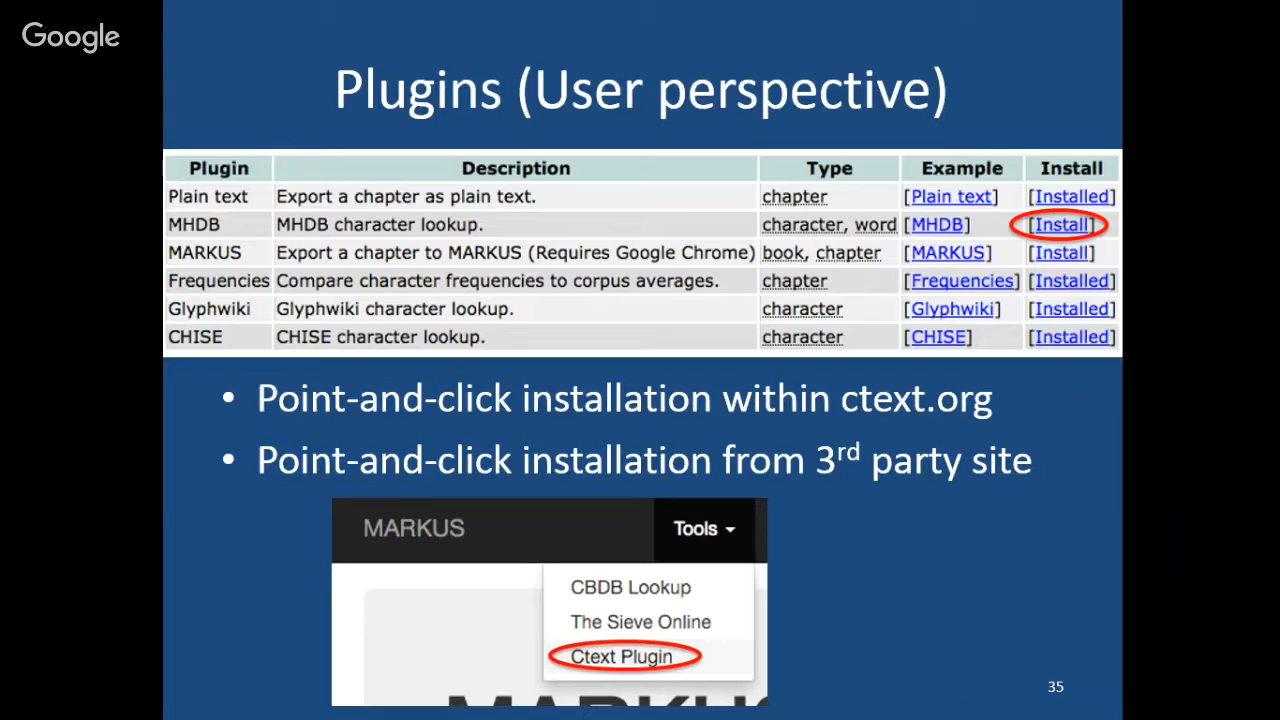 Google
Plugins (User perspective)
Plugin Description Type Example Install
Plain text Export a chapter as plain text. chapter [Plain text] [Installed]
MHDB MHDB character lookup. character, word [MHDB] [Install]
MARKUS Export a chapter to MARKUS (Requires Google Chrome) book, chapter [MARKUS] [Install]
Frequencies Compare character frequencies to corpus averages. chapter [Frequencies] [Installed]
Glyphwiki Glyphwiki character lookup. character [Glyphwiki] [Installed]
CHISE CHISE character lookup. character [CHISE] [Installed]
• Point-and-click installation within ctext.org
• Point-and-click installation from 3rd party site
MARKUS Tools
CBDB Lookup
The Sieve Online
Ctext Plugin
MARKUS
35